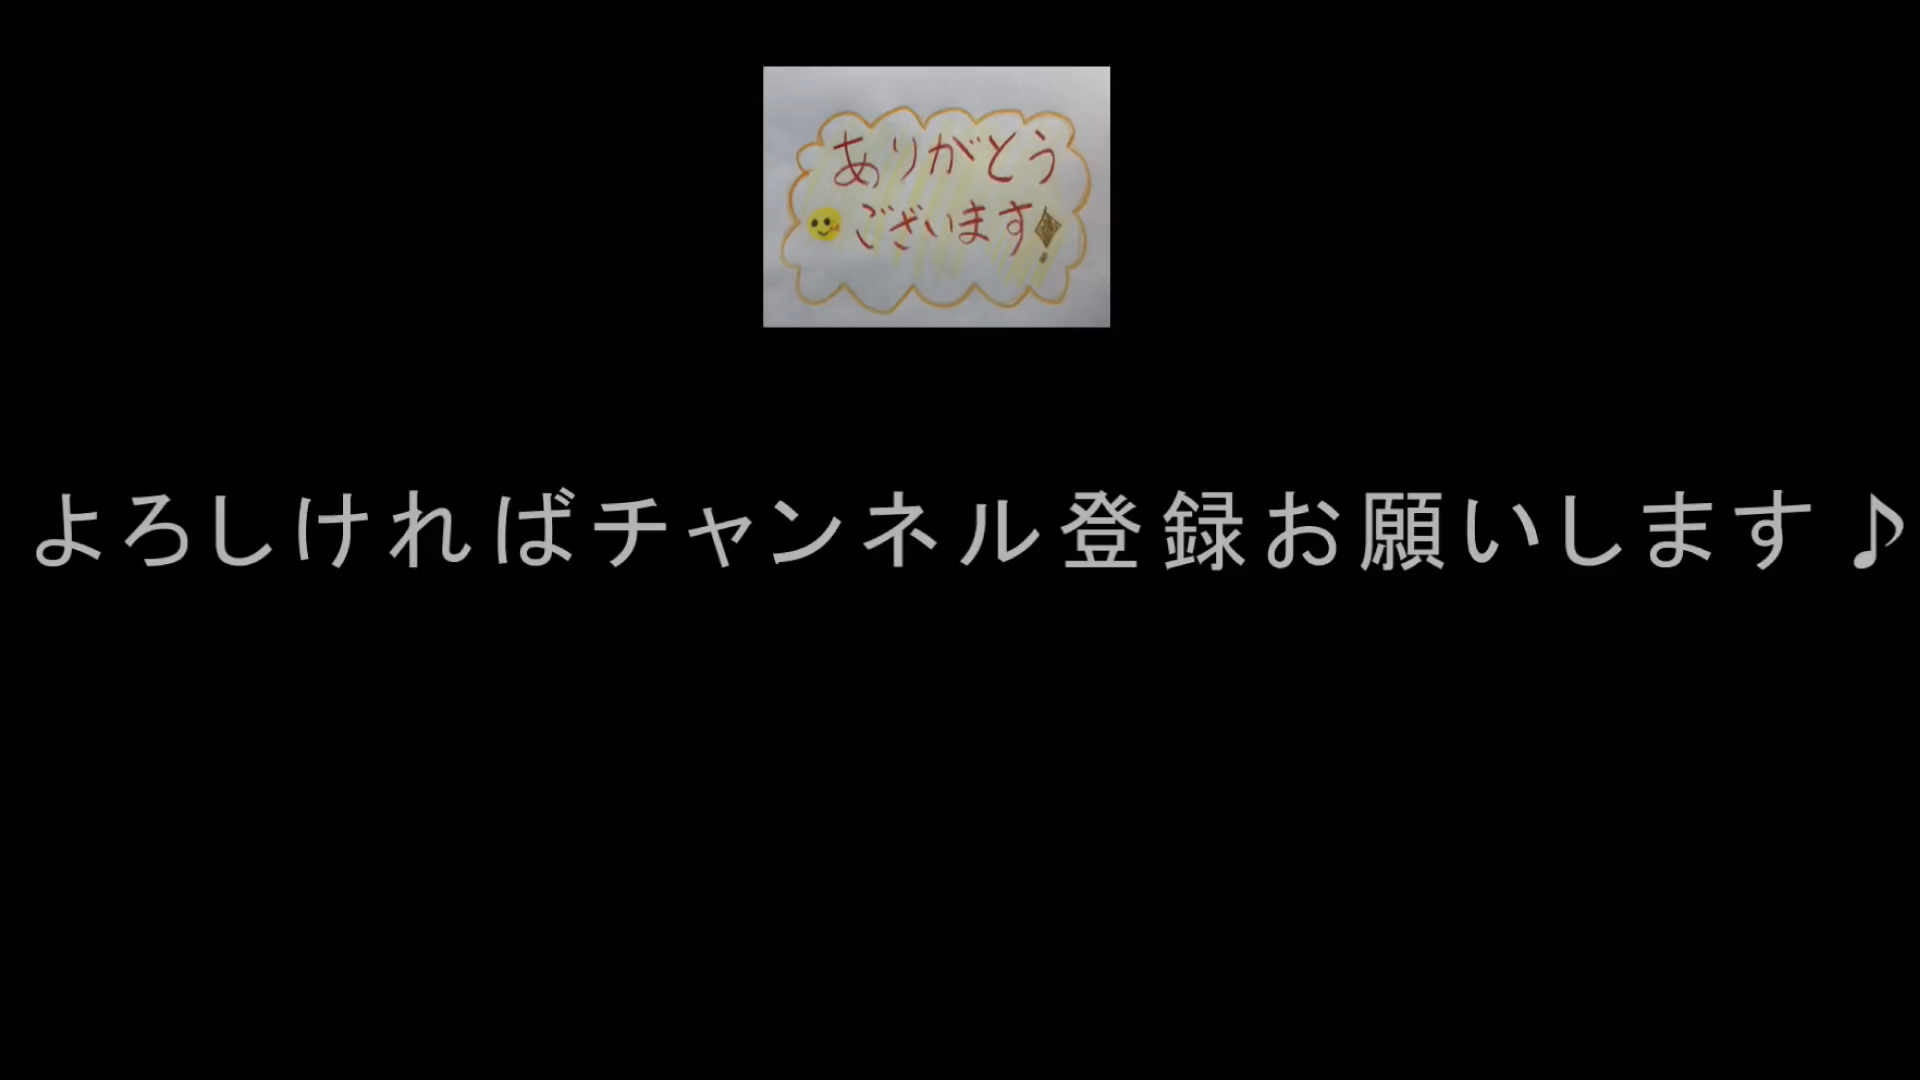 ありがとう
ございます
よろしければチャンネル登録お願いします♪